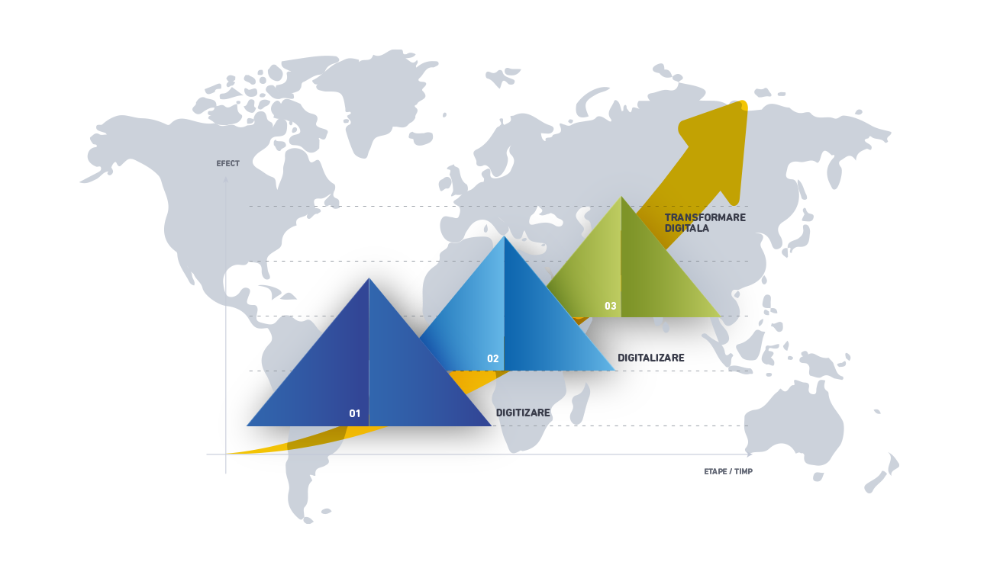 EFECT
TRANSFORMARE
DIGITALA
03
02
DIGITALIZARE
01
DIGITIZARE
ETAPE / TIMP